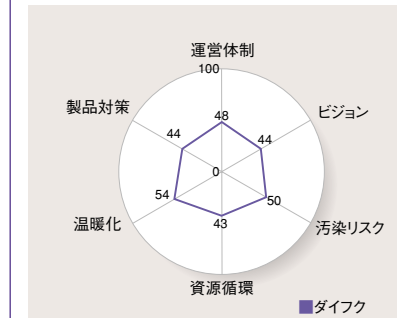 運営体制
100
製品対策
ビジョン
48
44
44
0
54
50
温暖化
43
汚染リスク
資源循環
ダイフク